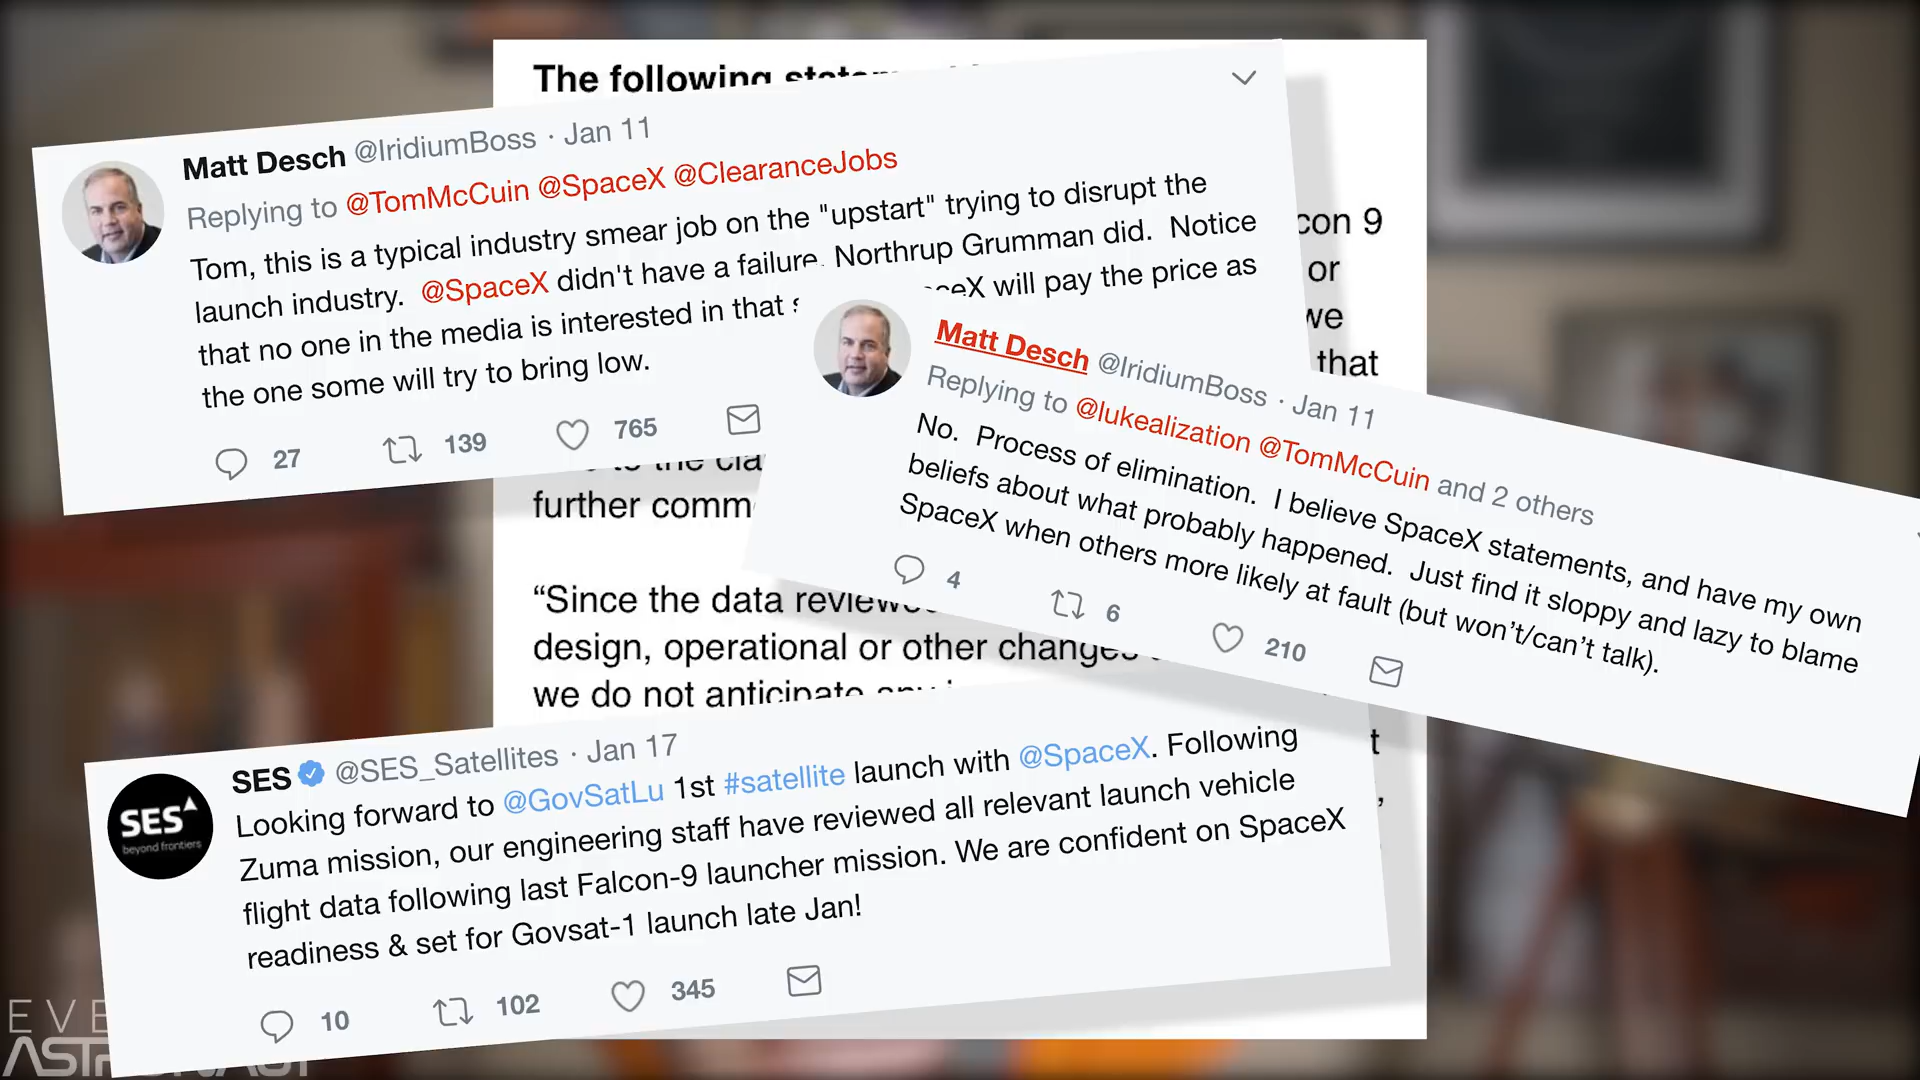 The following
Matt Desch @IridiumBoss · Jan 11
Replying to @TomMcCuin @SpaceX @ClearanceJobs
Tom, this is a typical industry smear job on the "upstart" trying to disrupt the
launch industry. @SpaceX didn't have a failure. Northrup Grumman did. Notice
that no one in the media is interested in that will pay the price as
the one some will try to bring low.
27 139 765
con 9
or
we
that
Matt Desch @IridiumBoss · Jan 11
Replying to @lukealization @TomMcCuin and 2 others
No. Process of elimination. I believe SpaceX statements, and have my own
beliefs about what probably happened. Just find it sloppy and lazy to blame
SpaceX when others more likely at fault (but won't/can't talk).
4 6 210
further comm
“Since the data
design, operational or other changes
we do not anticipate
t
,
SES @SES_Satellites · Jan 17
Looking forward to @GovSatLu 1st #satellite launch with @SpaceX. Following
Zuma mission, our engineering staff have reviewed all relevant launch vehicle
flight data following last Falcon-9 launcher mission. We are confident on SpaceX
readiness & set for Govsat-1 launch late Jan!
10 102 345
SES
beyond frontiers
EVE